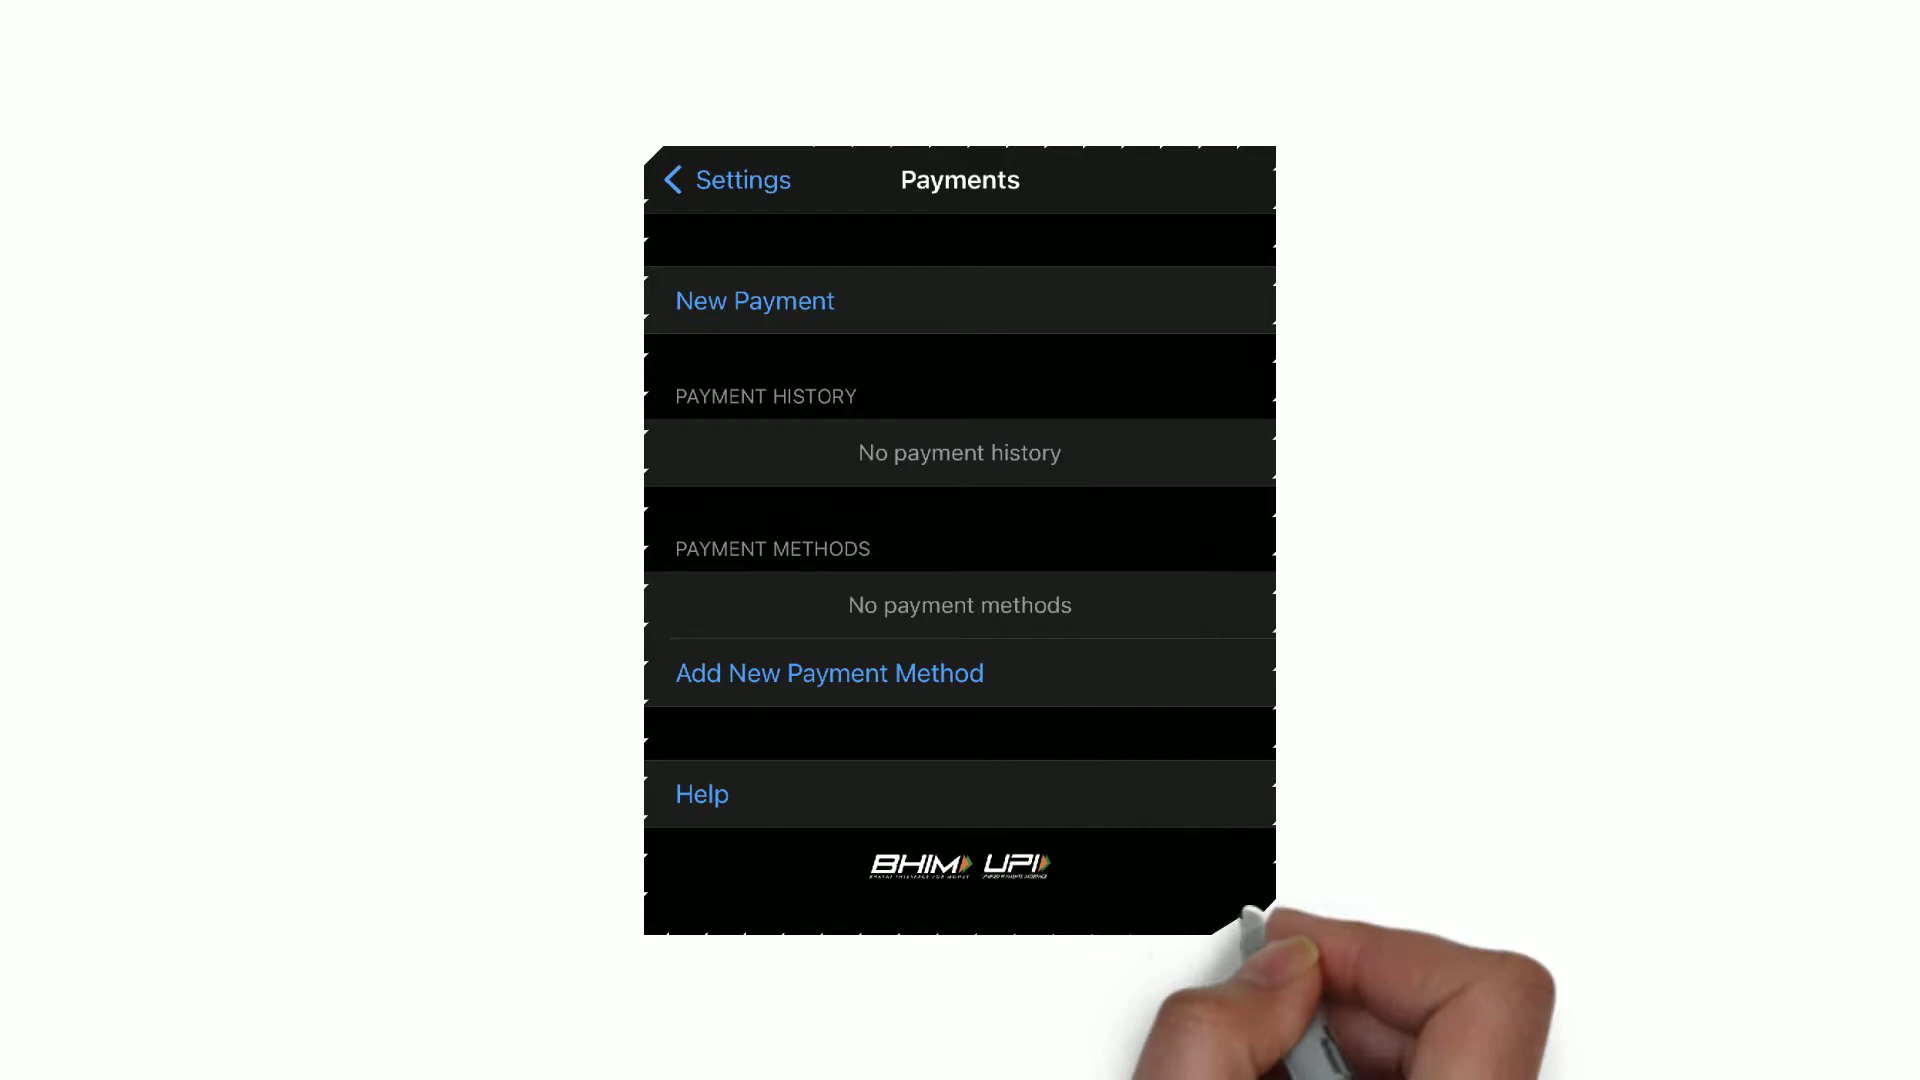 Settings
Payments
New Payment
PAYMENT HISTORY
No payment history
PAYMENT METHODS
No payment methods
Add New Payment Method
Help
BHIM UPI